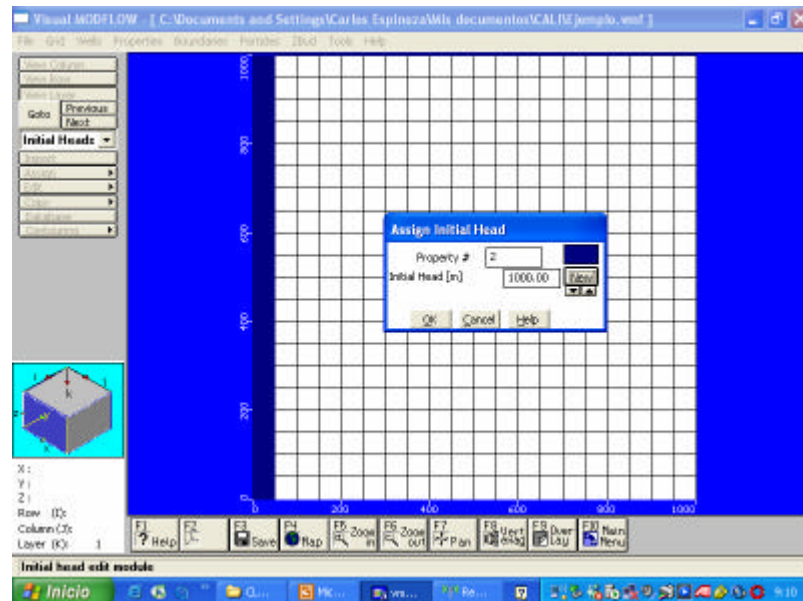 Visual MODFLOW - [ C:\Documents and Settings\Carlos Espinoza\Mis documentos\CALI\Ejemplo.vmf ]
File Grid Wells Properties Boundaries Particles ZBud Tools Help
View Column
View Row
View Layer
Goto
Previous
Next
Initial Heads
Import
Assign
Edit
Copy
Database
Contouring
1000
800
600
400
200
0
Assign Initial Head
Property # 2
Initial Head [m] 1000.00 New
OK Cancel Help
0 200 400 600 800 1000
X :
Y :
Z :
Row (I):
Column (J):
Layer (K): 1
F1 ? Help
F2
F3 Save
F4 Map
F5 Zoom in
F6 Zoom out
F7 Pan
F8 Vert exag
F9 Over Lay
F10 Main Menu
Initial head edit module
Inicio
9:10